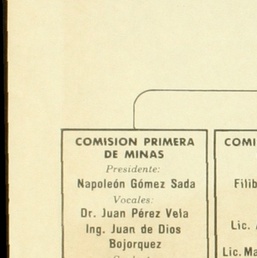 COMISION PRIMERA
DE MINAS
Presidente:
Napoleón Gómez Sada
Vocales:
Dr. Juan Pérez Vela
Ing. Juan de Dios
Bojorquez
COMI
Filib
Lic.
Lic. Ma